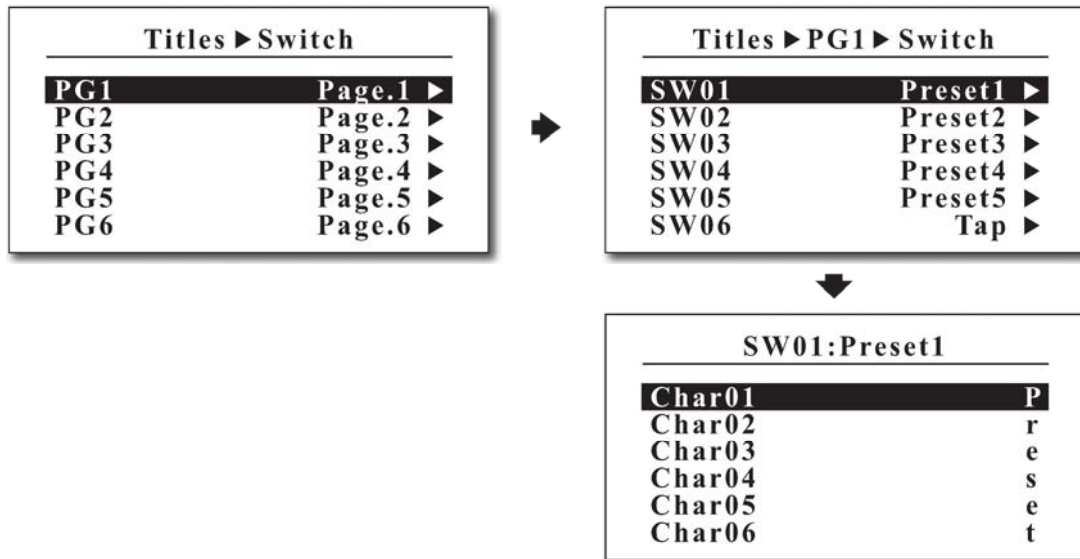 Titles ▶ Switch
PG1 Page.1 ▶
PG2 Page.2 ▶
PG3 Page.3 ▶
PG4 Page.4 ▶
PG5 Page.5 ▶
PG6 Page.6 ▶
Titles ▶ PG1 ▶ Switch
SW01 Preset1 ▶
SW02 Preset2 ▶
SW03 Preset3 ▶
SW04 Preset4 ▶
SW05 Preset5 ▶
SW06 Tap ▶
SW01:Preset1
Char01 P
Char02 r
Char03 e
Char04 s
Char05 e
Char06 t